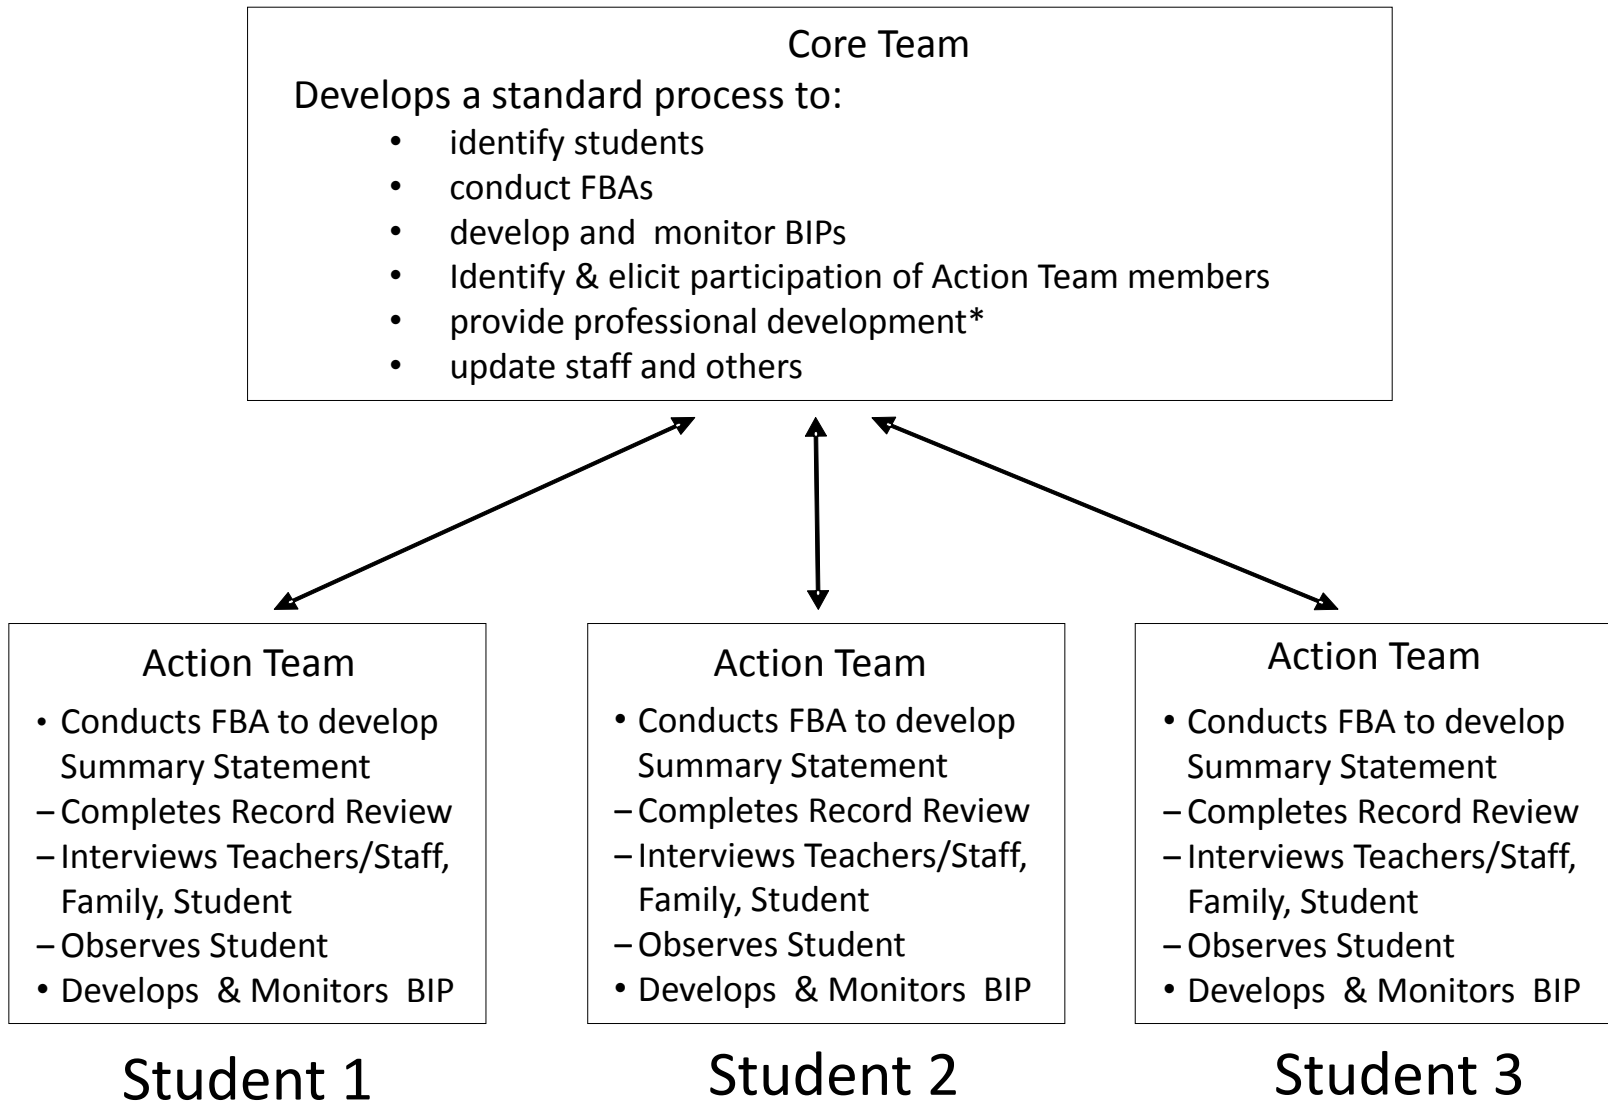 Core Team
Develops a standard process to:
• identify students
• conduct FBAs
• develop and  monitor BIPs
• Identify & elicit participation of Action Team members
• provide professional development*
• update staff and others
Action Team
• Conducts FBA to develop
Summary Statement
– Completes Record Review
– Interviews Teachers/Staff,
Family, Student
– Observes Student
• Develops  & Monitors  BIP
Student 1
Action Team
• Conducts FBA to develop
Summary Statement
– Completes Record Review
– Interviews Teachers/Staff,
Family, Student
– Observes Student
• Develops  & Monitors  BIP
Student 2
Action Team
• Conducts FBA to develop
Summary Statement
– Completes Record Review
– Interviews Teachers/Staff,
Family, Student
– Observes Student
• Develops  & Monitors  BIP
Student 3